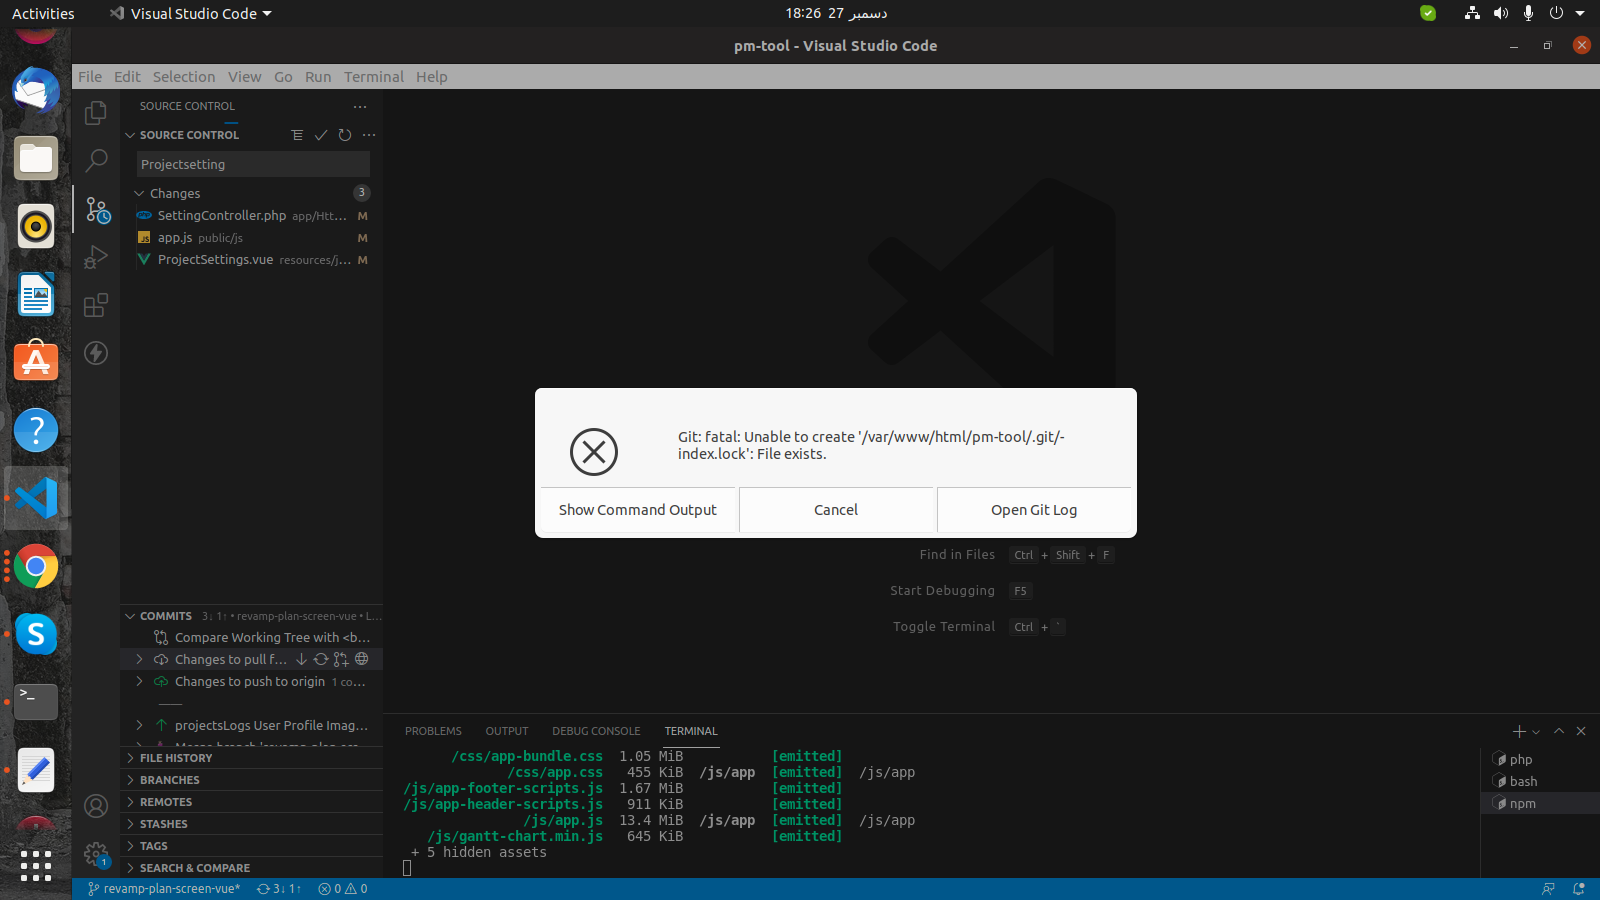 Activities
Visual Studio Code
18:26 27 دسمبر
pm-tool - Visual Studio Code
File Edit Selection View Go Run Terminal Help
SOURCE CONTROL
SOURCE CONTROL
Projectsetting
Changes 3
SettingController.php app/Htt... M
app.js public/js M
ProjectSettings.vue resources/j... M
Git: fatal: Unable to create '/var/www/html/pm-tool/.git/-
index.lock': File exists.
Show Command Output
Cancel
Open Git Log
Find in Files Ctrl + Shift + F
Start Debugging F5
Toggle Terminal Ctrl + `
COMMITS 3↓ 1↑ • revamp-plan-screen-vue • L...
Compare Working Tree with <b...
Changes to pull f...
Changes to push to origin 1 co...
projectsLogs User Profile Imag...
FILE HISTORY
BRANCHES
REMOTES
STASHES
TAGS
SEARCH & COMPARE
PROBLEMS OUTPUT DEBUG CONSOLE TERMINAL
/css/app-bundle.css 1.05 MiB [emitted]
/css/app.css 455 KiB /js/app [emitted] /js/app
/js/app-footer-scripts.js 1.67 MiB [emitted]
/js/app-header-scripts.js 911 KiB [emitted]
/js/app.js 13.4 MiB /js/app [emitted] /js/app
/js/gantt-chart.min.js 645 KiB [emitted]
+ 5 hidden assets
php
bash
npm
1
revamp-plan-screen-vue* 3↓ 1↑ 0 0